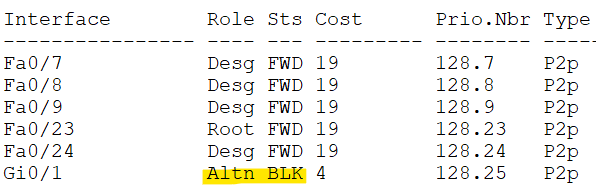 Interface Role Sts Cost Prio.Nbr Type
---------------- ---- --- --------- -------- -----
Fa0/7 Desg FWD 19 128.7 P2p
Fa0/8 Desg FWD 19 128.8 P2p
Fa0/9 Desg FWD 19 128.9 P2p
Fa0/23 Root FWD 19 128.23 P2p
Fa0/24 Desg FWD 19 128.24 P2p
Gi0/1 Altn BLK 4 128.25 P2p